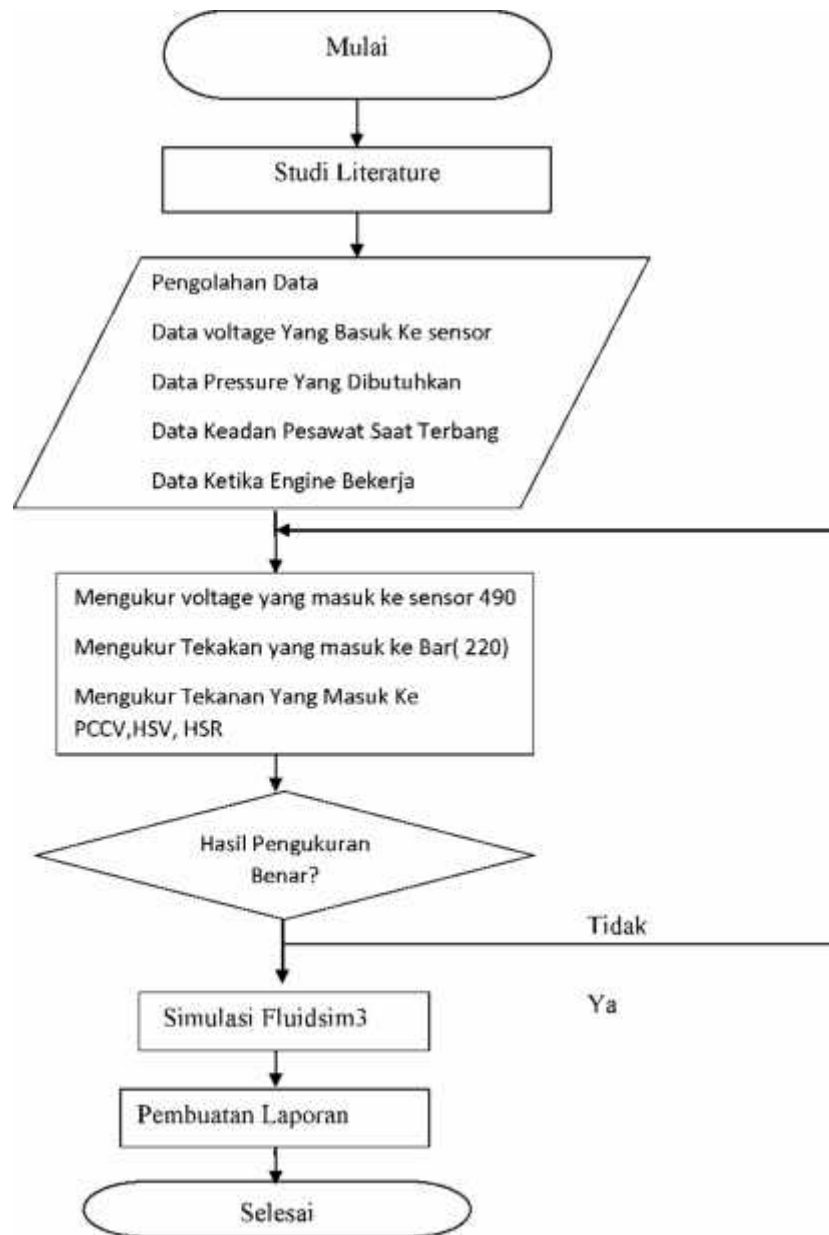 Mulai
Studi Literature
Pengolahan Data
Data voltage Yang Basuk Ke sensor
Data Pressure Yang Dibutuhkan
Data Keadan Pesawat Saat Terbang
Data Ketika Engine Bekerja
Mengukur voltage yang masuk ke sensor 490
Mengukur Tekakan yang masuk ke Bar( 220)
Mengukur Tekanan Yang Masuk Ke
PCCV,HSV, HSR
Hasil Pengukuran
Benar?
Tidak
Ya
Simulasi Fluidsim3
Pembuatan Laporan
Selesai